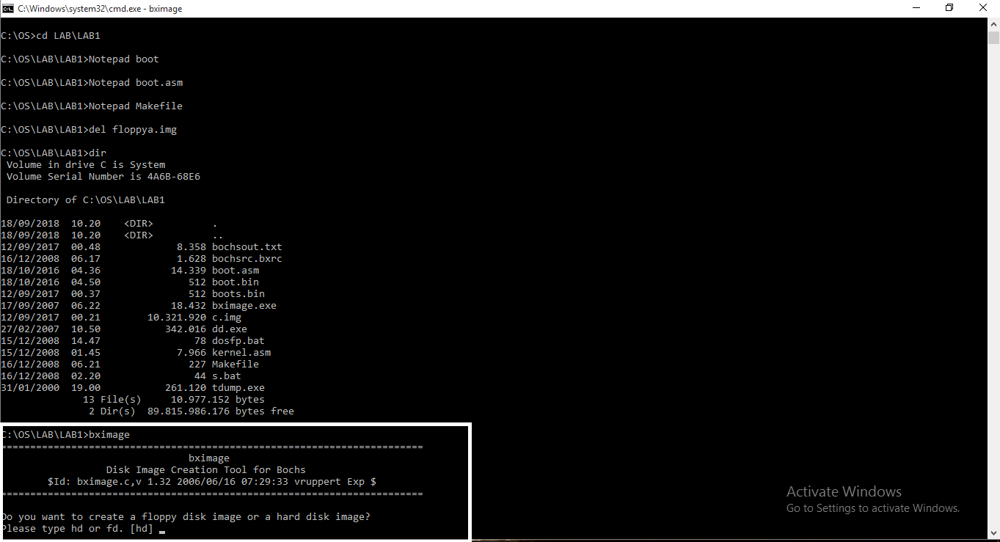 C:\Windows\system32\cmd.exe - bximage
C:\OS>cd LAB\LAB1
C:\OS\LAB\LAB1>Notepad boot
C:\OS\LAB\LAB1>Notepad boot.asm
C:\OS\LAB\LAB1>Notepad Makefile
C:\OS\LAB\LAB1>del floppya.img
C:\OS\LAB\LAB1>dir
Volume in drive C is System
Volume Serial Number is 4A6B-68E6
Directory of C:\OS\LAB\LAB1
18/09/2018 10.20 <DIR> .
18/09/2018 10.20 <DIR> ..
12/09/2017 00.48 8.358 bochsout.txt
16/12/2008 06.17 1.628 bochsrc.bxrc
18/10/2016 04.36 14.339 boot.asm
18/10/2016 04.50 512 boot.bin
12/09/2017 00.37 512 boots.bin
17/09/2007 06.22 18.432 bximage.exe
12/09/2017 00.21 10.321.920 c.img
27/02/2007 10.50 342.016 dd.exe
15/12/2008 14.47 78 dosfp.bat
15/12/2008 01.45 7.966 kernel.asm
16/12/2008 06.21 227 Makefile
16/12/2008 02.20 44 s.bat
31/01/2000 19.00 261.120 tdump.exe
13 File(s) 10.977.152 bytes
2 Dir(s) 89.815.986.176 bytes free
C:\OS\LAB\LAB1>bximage
========================================================================
bximage
Disk Image Creation Tool for Bochs
$Id: bximage.c,v 1.32 2006/06/16 07:29:33 vruppert Exp $
========================================================================
Do you want to create a floppy disk image or a hard disk image?
Please type hd or fd. [hd] _
Activate Windows
Go to Settings to activate Windows.